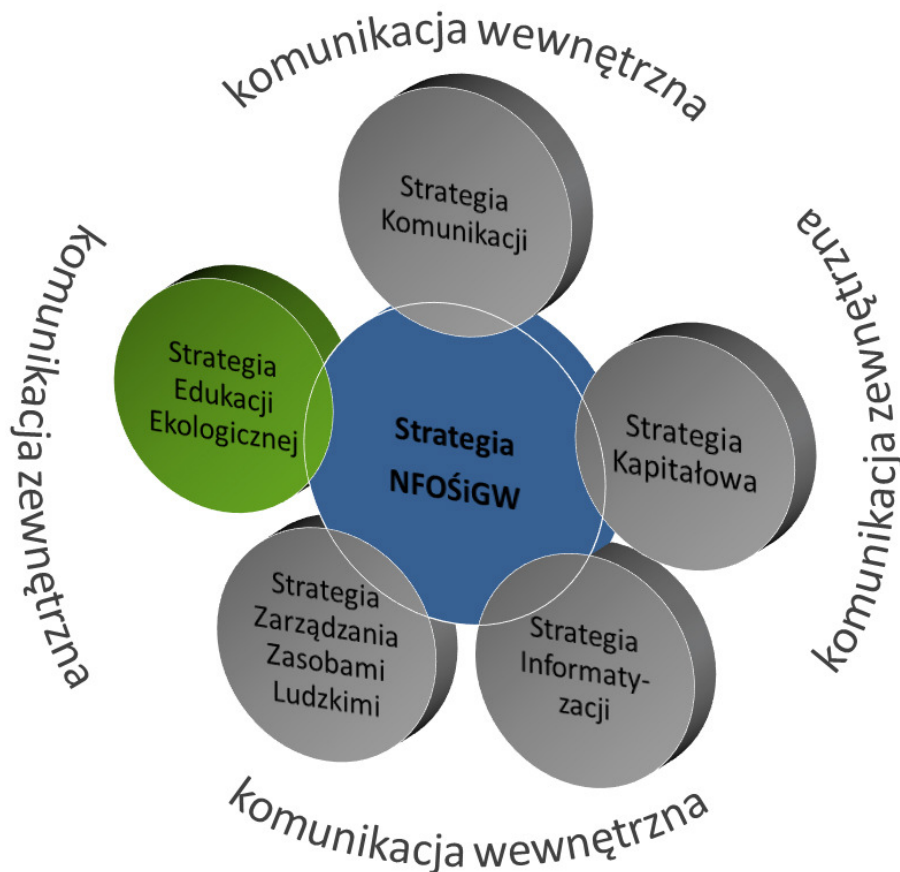 komunikacja wewnętrzna
Strategia
Komunikacji
komunikacja zewnętrzna
komunikacja zewnętrzna
Strategia
Edukacji
Ekologicznej
Strategia
NFOŚiGW
Strategia
Kapitałowa
Strategia
Zarządzania
Zasobami
Ludzkimi
Strategia
Informaty-
zacji
komunikacja wewnętrzna